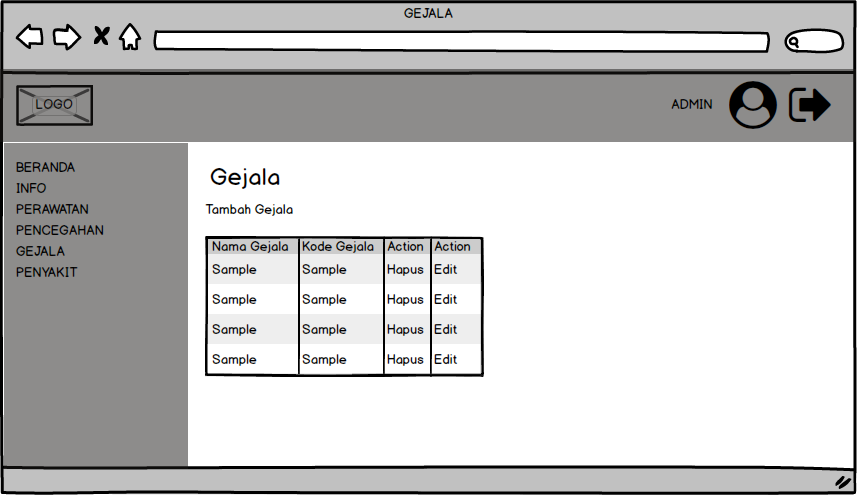 GEJALA
LOGO
ADMIN
BERANDA
INFO
PERAWATAN
PENCEGAHAN
GEJALA
PENYAKIT
Gejala
Tambah Gejala
Nama Gejala Kode Gejala Action Action
Sample Sample Hapus Edit
Sample Sample Hapus Edit
Sample Sample Hapus Edit
Sample Sample Hapus Edit